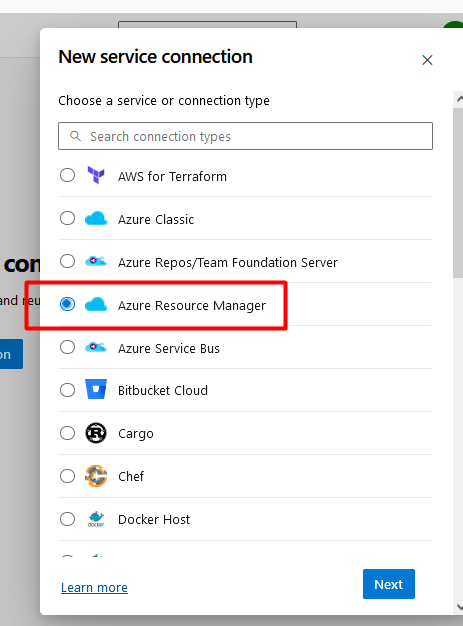 New service connection
Choose a service or connection type
Search connection types
AWS for Terraform
Azure Classic
Azure Repos/Team Foundation Server
con
and reu
Azure Resource Manager
on
Azure Service Bus
Bitbucket Cloud
Cargo
Chef
docker
Docker Host
Learn more
Next